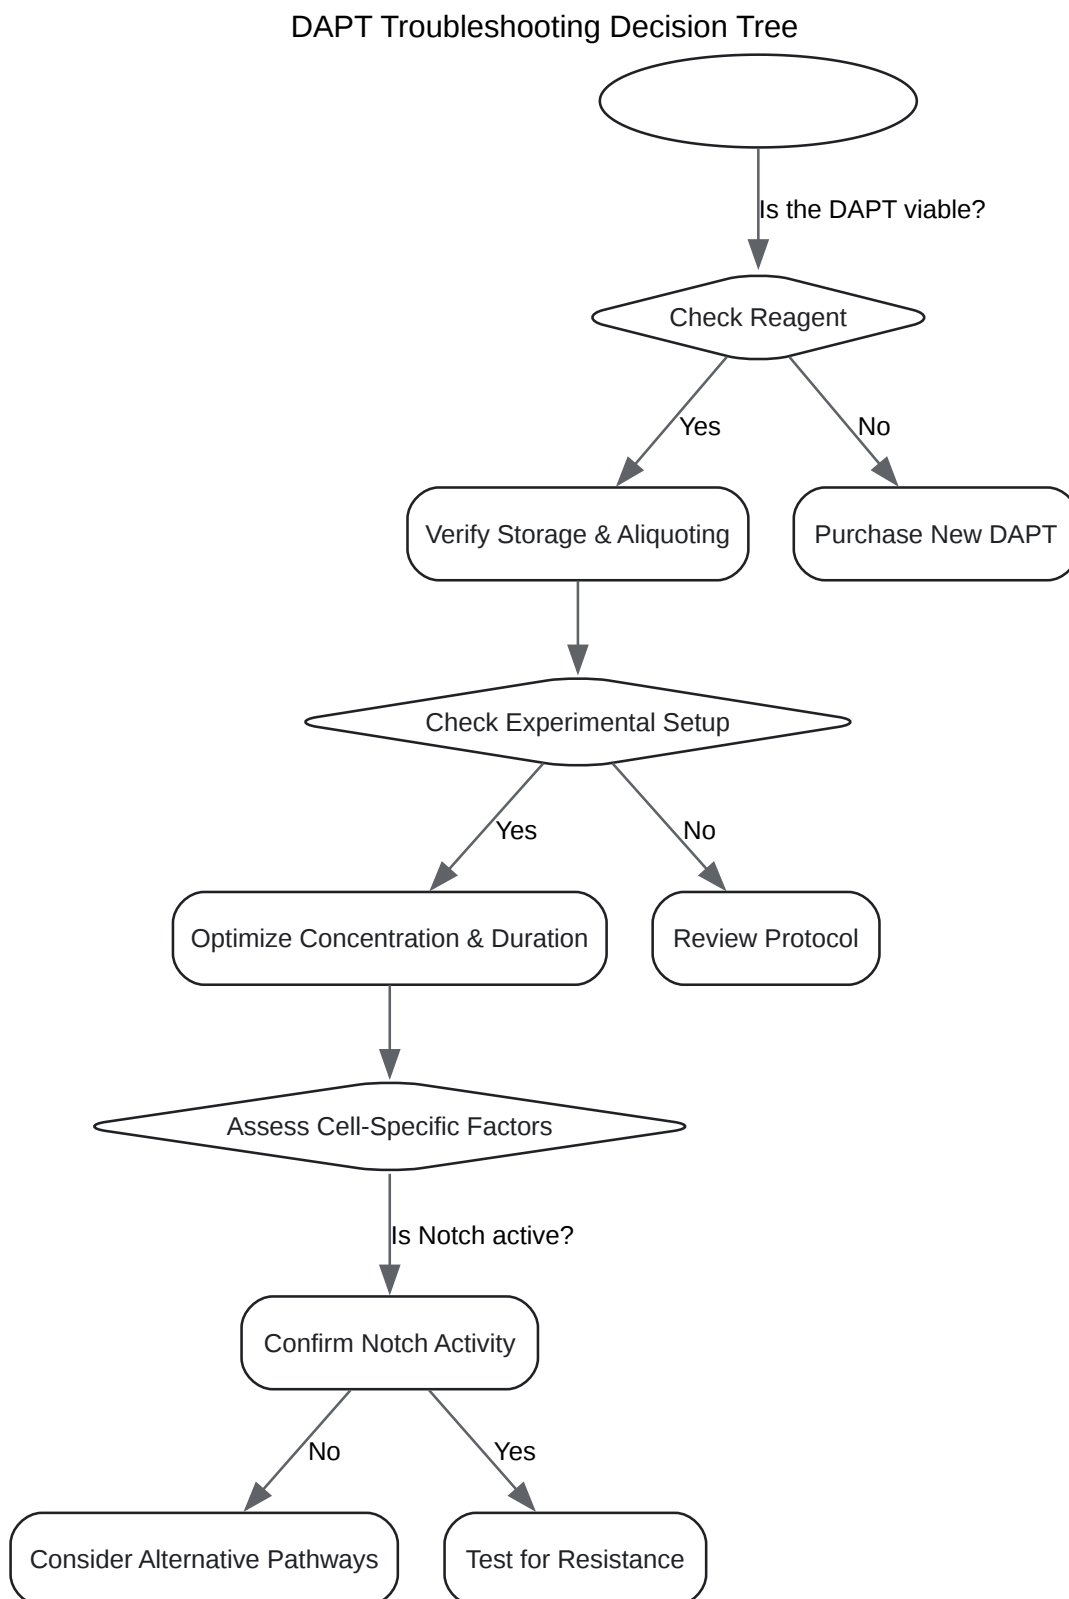 DAPT Troubleshooting Decision Tree
Is the DAPT viable?
Check Reagent
Yes
No
Verify Storage & Aliquoting
Purchase New DAPT
Check Experimental Setup
Yes
No
Optimize Concentration & Duration
Review Protocol
Assess Cell-Specific Factors
Is Notch active?
Confirm Notch Activity
No
Yes
Consider Alternative Pathways
Test for Resistance